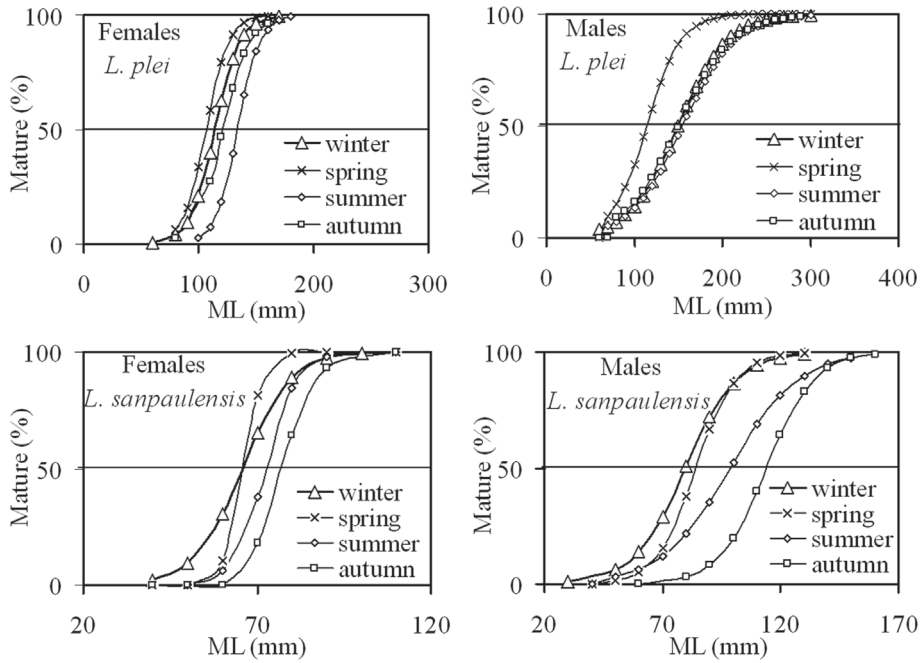 Females
L. plei
Mature (%)
100
50
0
winter
spring
summer
autumn
0
100
200
300
ML (mm)
Males
L. plei
Mature (%)
100
50
0
winter
spring
summer
autumn
0
100
200
300
400
ML (mm)
Females
L. sanpaulensis
Mature (%)
100
50
0
winter
spring
summer
autumn
20
70
120
ML (mm)
Males
L. sanpaulensis
Mature (%)
100
50
0
winter
spring
summer
autumn
20
70
120
170
ML (mm)